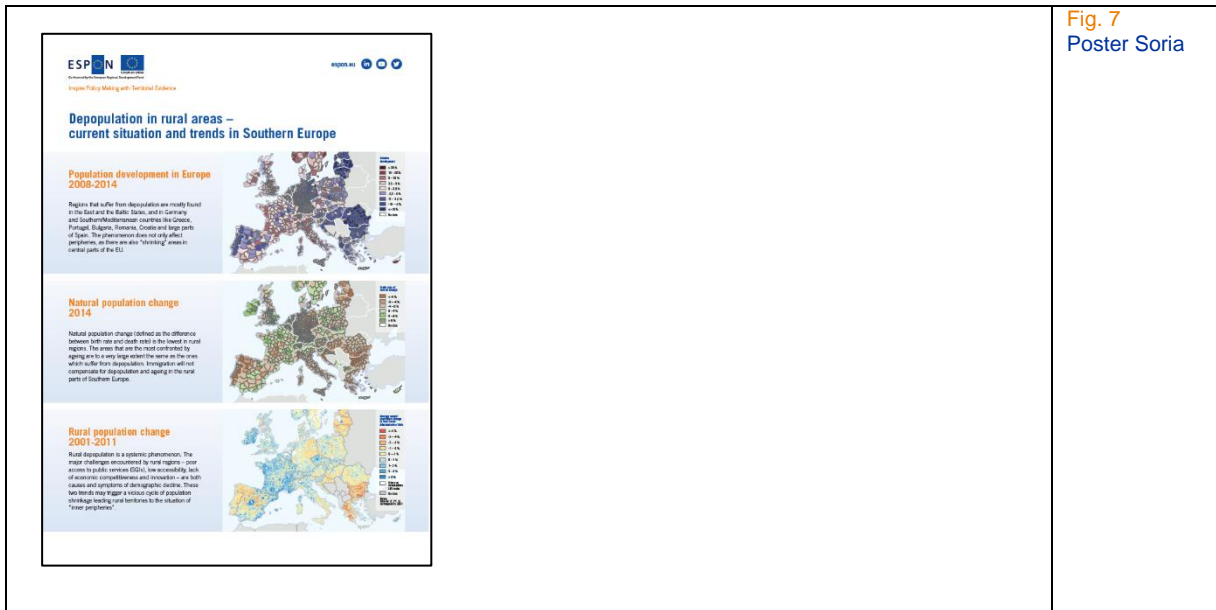 Fig. 7
Poster Soria
ESPON
espon.eu
Co-financed by the European Regional Development Fund
Inspire Policy Making with Territorial Evidence
Depopulation in rural areas –
current situation and trends in Southern Europe
Population development in Europe
2008-2014
Regions that suffer from depopulation are mostly found
in the East and the Baltic States, and in Germany
and Southern/Mediterranean countries like Greece,
Portugal, Bulgaria, Romania, Croatia and large parts
of Spain. The phenomenon does not only affect
peripheries, as there are also "shrinking" areas in
central parts of the EU.
Natural population change
2014
Natural population change (defined as the difference
between birth rate and death rate) is the lowest in rural
regions. The areas that are the most confronted by
ageing are to a very large extent the same as the ones
which suffer from depopulation. Immigration will not
compensate for depopulation and ageing in the rural
parts of Southern Europe.
Rural population change
2001-2011
Rural depopulation is a systemic phenomenon. The
major challenges encountered by rural regions – poor
access to public services (SGIs), low accessibility, lack
of economic competitiveness and innovation – are both
causes and symptoms of demographic decline. These
two trends may trigger a vicious cycle of population
shrinkage leading rural territories to the situation of
"inner peripheries".